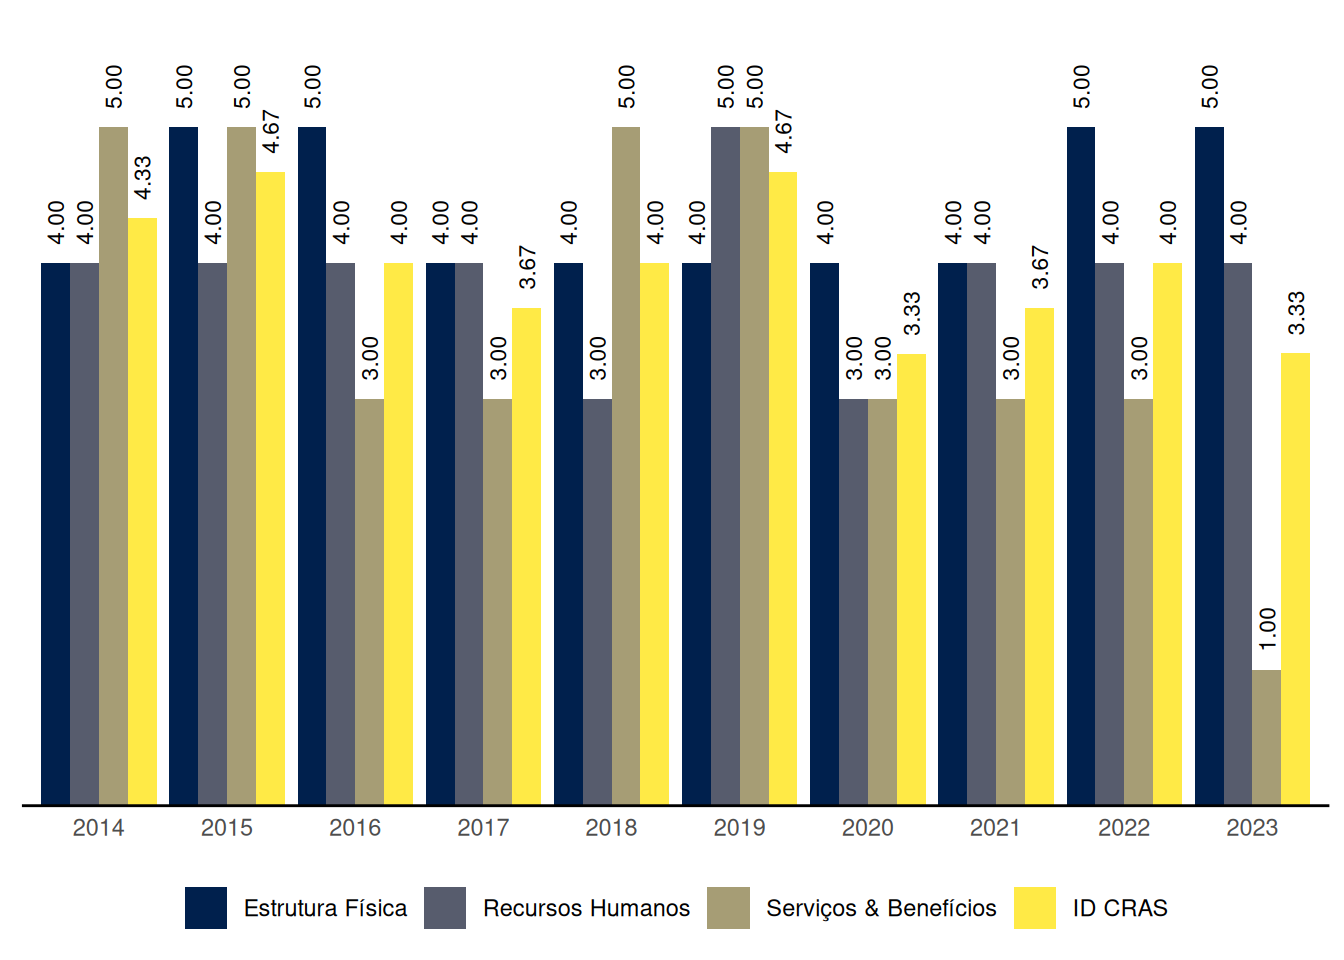 4.00 4.00 5.00 4.33 5.00 4.00 5.00 4.67 5.00 4.00 3.00 4.00 4.00 4.00 3.00 3.67 4.00 3.00 5.00 4.00 4.00 5.00 5.00 4.67 4.00 3.00 3.00 3.33 4.00 4.00 3.00 3.67 5.00 4.00 3.00 4.00 5.00 4.00 1.00 3.33
2014 2015 2016 2017 2018 2019 2020 2021 2022 2023
Estrutura Física Recursos Humanos Serviços & Benefícios ID CRAS